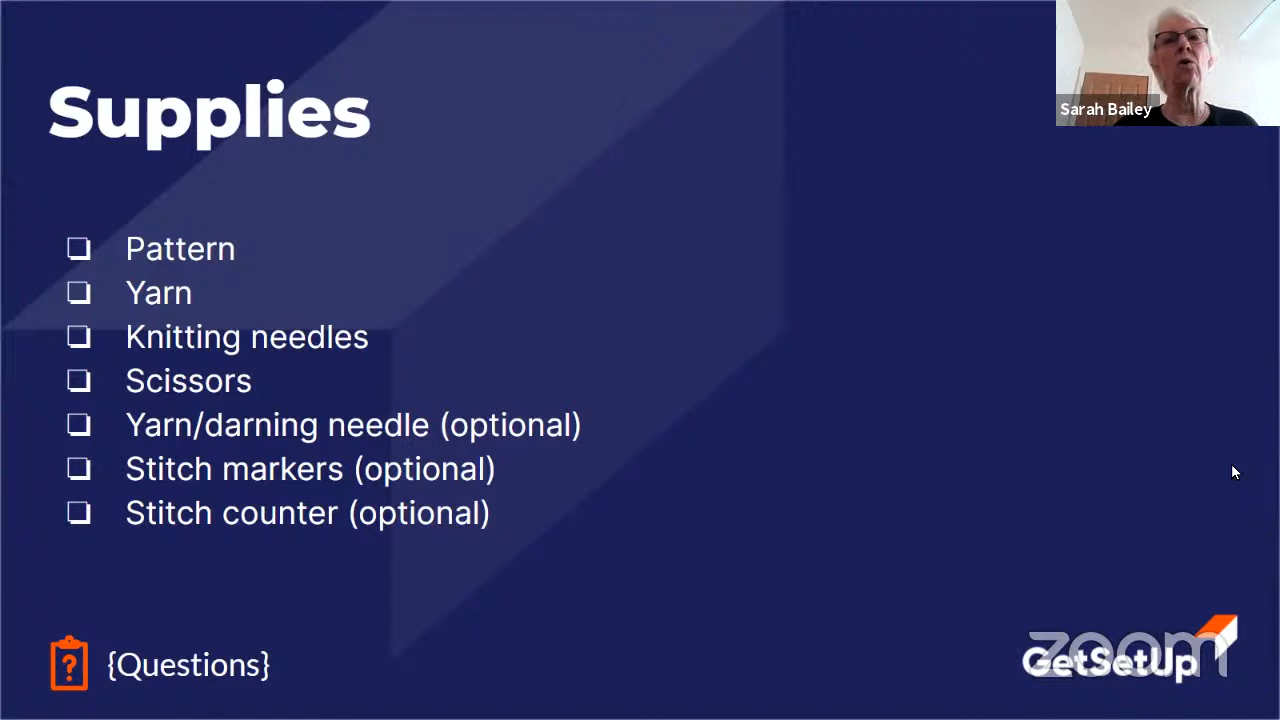 Supplies
Sarah Bailey
❏ Pattern
❏ Yarn
❏ Knitting needles
❏ Scissors
❏ Yarn/darning needle (optional)
❏ Stitch markers (optional)
❏ Stitch counter (optional)
{Questions}
zoom
GetSetUp